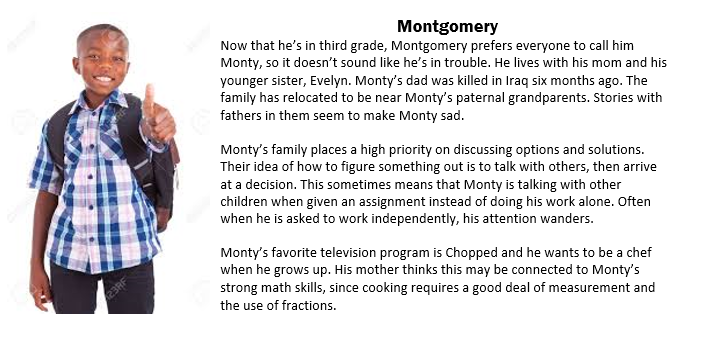 Montgomery
Now that he's in third grade, Montgomery prefers everyone to call him
Monty, so it doesn't sound like he's in trouble. He lives with his mom and his
younger sister, Evelyn. Monty's dad was killed in Iraq six months ago. The
family has relocated to be near Monty's paternal grandparents. Stories with
fathers in them seem to make Monty sad.
Monty's family places a high priority on discussing options and solutions.
Their idea of how to figure something out is to talk with others, then arrive
at a decision. This sometimes means that Monty is talking with other
children when given an assignment instead of doing his work alone. Often
when he is asked to work independently, his attention wanders.
Monty's favorite television program is Chopped and he wants to be a chef
when he grows up. His mother thinks this may be connected to Monty's
strong math skills, since cooking requires a good deal of measurement and
the use of fractions.